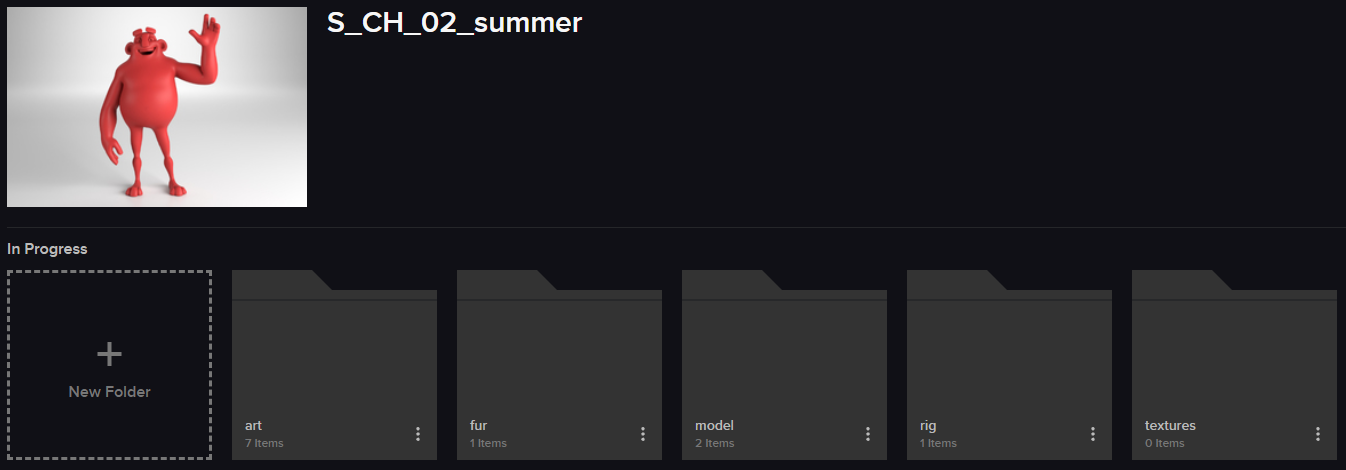 S_CH_02_summer
In Progress
+
New Folder
art
7 Items
fur
1 Items
model
2 Items
rig
1 Items
textures
0 Items